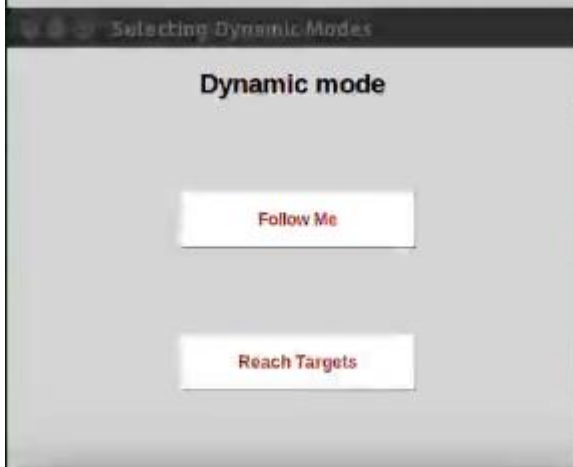 Selecting Dynamic Modes
Dynamic mode
Follow Me
Reach Targets